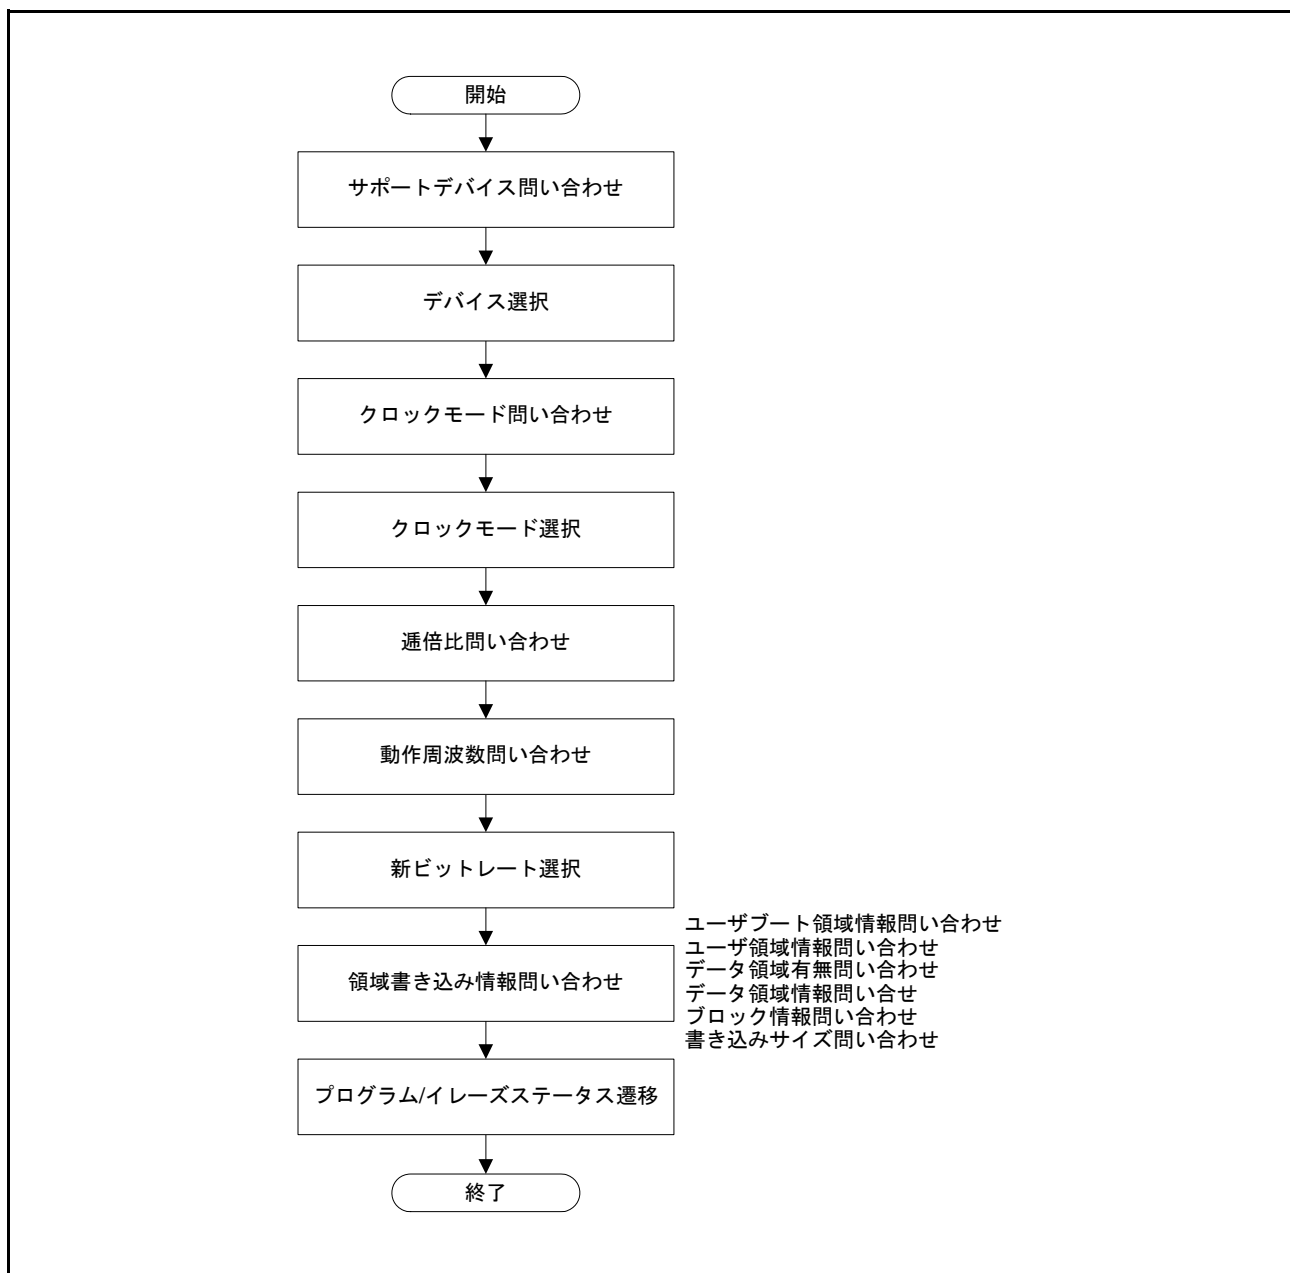 開始
サポートデバイス問い合わせ
デバイス選択
クロックモード問い合わせ
クロックモード選択
逓倍比問い合わせ
動作周波数問い合わせ
新ビットレート選択
領域書き込み情報問い合わせ
ユーザブート領域情報問い合わせ
ユーザ領域情報問い合わせ
データ領域有無問い合わせ
データ領域情報問い合せ
ブロック情報問い合わせ
書き込みサイズ問い合わせ
プログラム/イレーズステータス遷移
終了